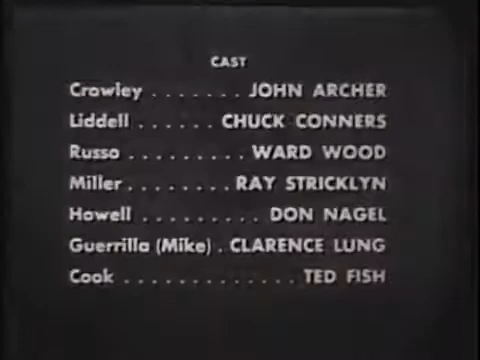 CAST
Crowley . . . . . . . JOHN ARCHER
Liddell . . . . . . CHUCK CONNERS
Russo . . . . . . . . . WARD WOOD
Miller . . . . . . . . RAY STRICKLYN
Howell . . . . . . . . . DON NAGEL
Guerrilla (Mike) . CLARENCE LUNG
Cook . . . . . . . . . . . . . TED FISH